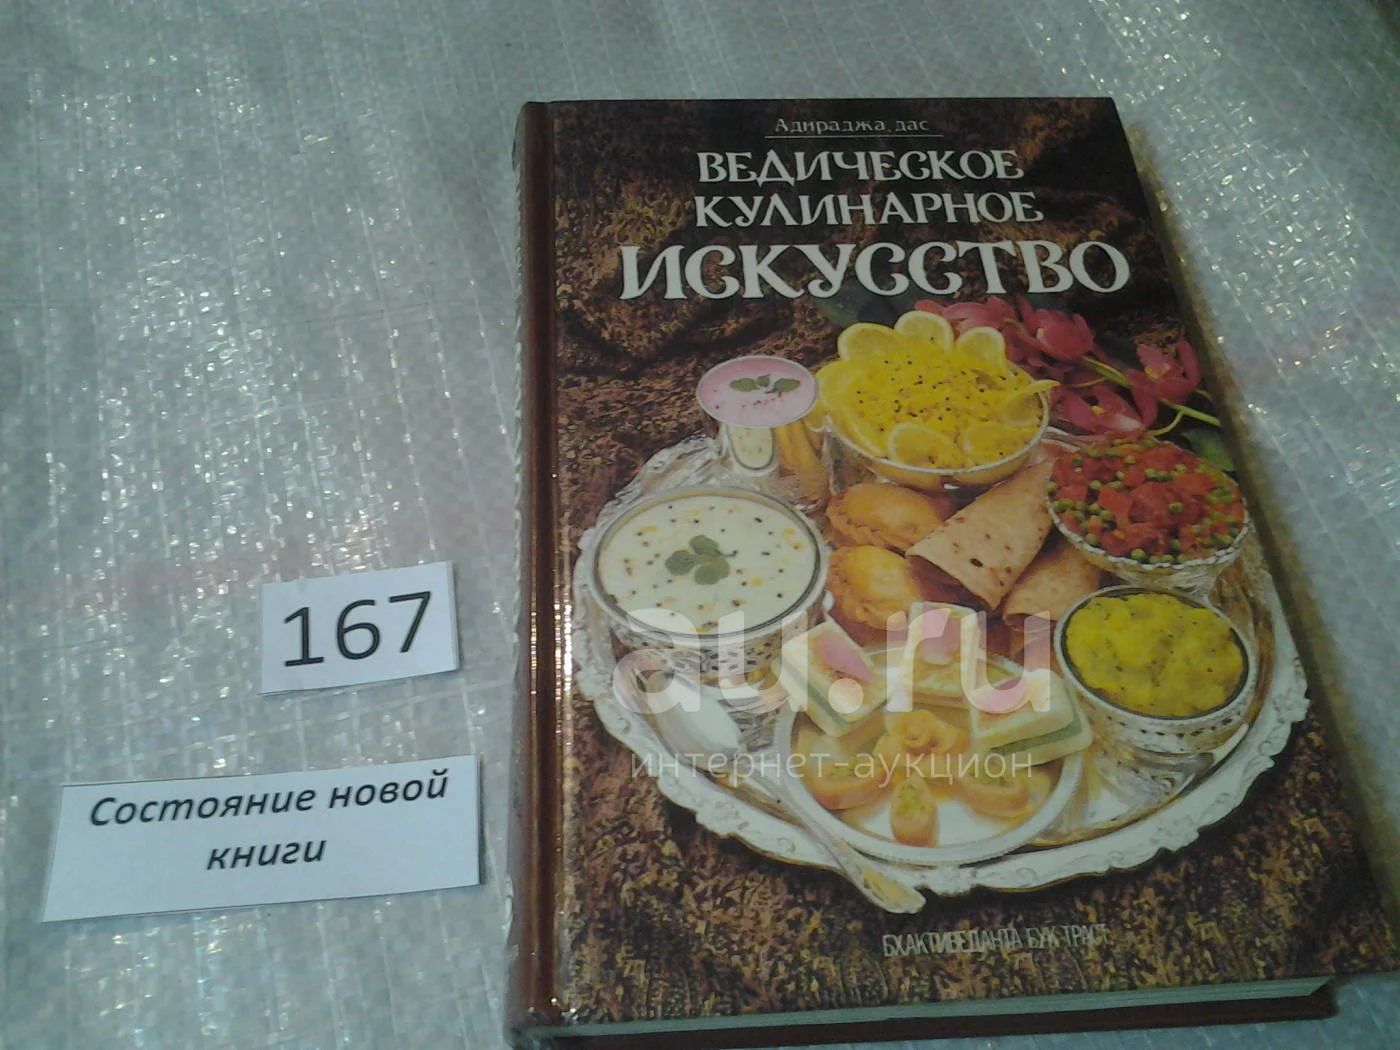 Адираджа дас
ВЕДИЧЕСКОЕ
КУЛИНАРНОЕ
ИСКУССТВО
167
au.ru
интернет-аукцион
Состояние новой
книги
БХАКТИВЕДАНТА БУК ТРАСТ